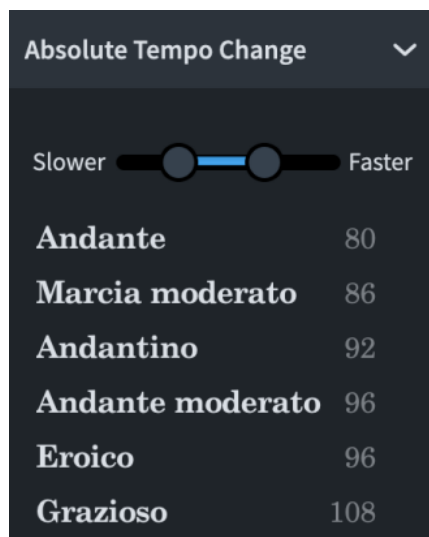 Absolute Tempo Change
Slower Faster
Andante 80
Marcia moderato 86
Andantino 92
Andante moderato 96
Eroico 96
Grazioso 108